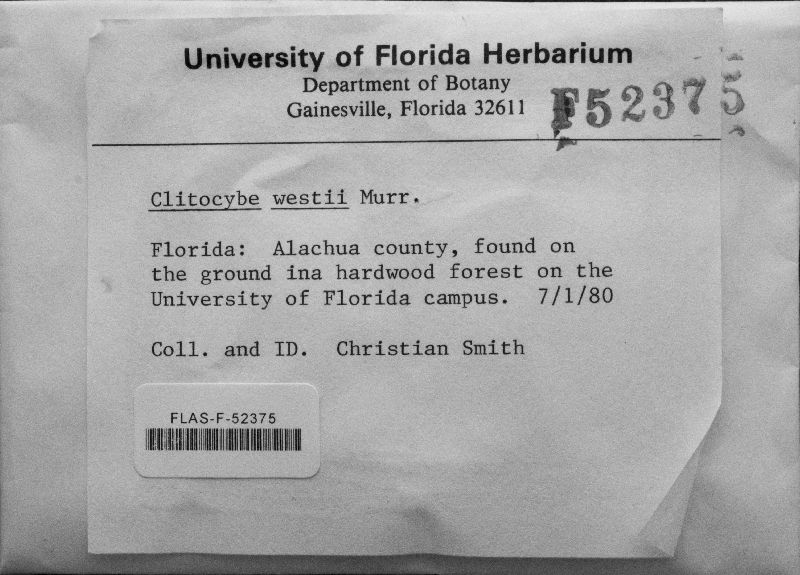 University of Florida Herbarium
Department of Botany
Gainesville, Florida 32611
F52375
Clitocybe westii Murr.
Florida: Alachua county, found on
the ground ina hardwood forest on the
University of Florida campus. 7/1/80
Coll. and ID. Christian Smith
FLAS-F-52375